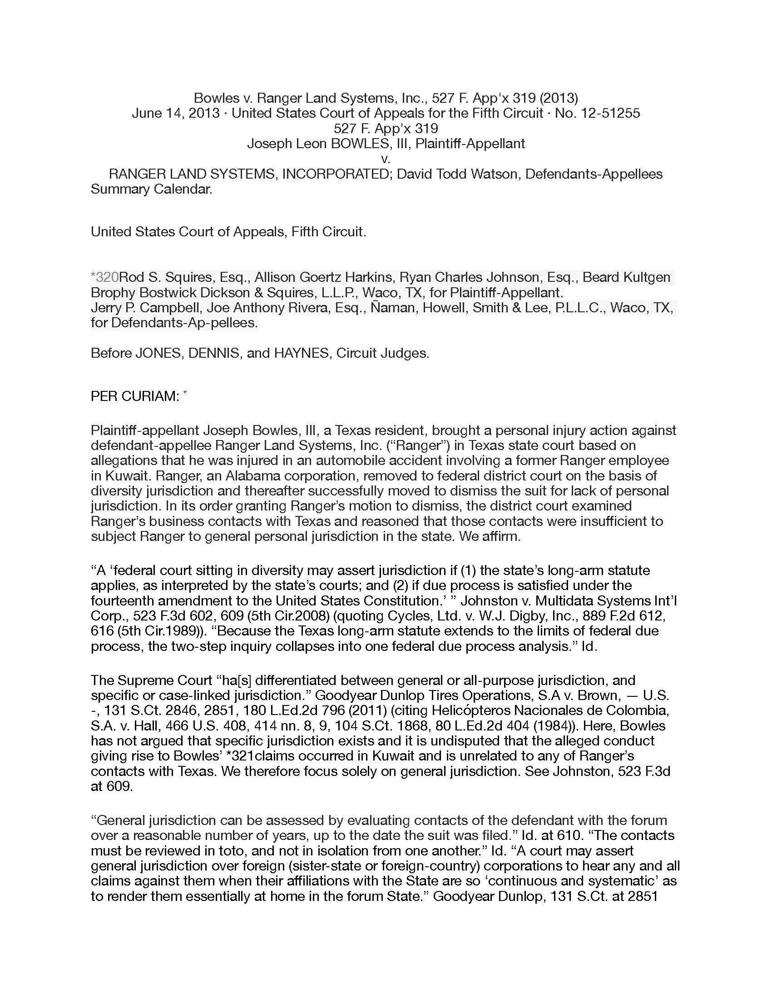 Bowles v. Ranger Land Systems, Inc., 527 F. App'x 319 (2013)
June 14, 2013 · United States Court of Appeals for the Fifth Circuit · No. 12-51255
527 F. App'x 319
Joseph Leon BOWLES, III, Plaintiff-Appellant
v.
RANGER LAND SYSTEMS, INCORPORATED; David Todd Watson, Defendants-Appellees
Summary Calendar.
United States Court of Appeals, Fifth Circuit.
*320Rod S. Squires, Esq., Allison Goertz Harkins, Ryan Charles Johnson, Esq., Beard Kultgen
Brophy Bostwick Dickson & Squires, L.L.P., Waco, TX, for Plaintiff-Appellant.
Jerry P. Campbell, Joe Anthony Rivera, Esq., Ñaman, Howell, Smith & Lee, P.L.L.C., Waco, TX,
for Defendants-Ap-pellees.
Before JONES, DENNIS, and HAYNES, Circuit Judges.
PER CURIAM: *
Plaintiff-appellant Joseph Bowles, III, a Texas resident, brought a personal injury action against
defendant-appellee Ranger Land Systems, Inc. (“Ranger”) in Texas state court based on
allegations that he was injured in an automobile accident involving a former Ranger employee
in Kuwait. Ranger, an Alabama corporation, removed to federal district court on the basis of
diversity jurisdiction and thereafter successfully moved to dismiss the suit for lack of personal
jurisdiction. In its order granting Ranger’s motion to dismiss, the district court examined
Ranger’s business contacts with Texas and reasoned that those contacts were insufficient to
subject Ranger to general personal jurisdiction in the state. We affirm.
“A ‘federal court sitting in diversity may assert jurisdiction if (1) the state’s long-arm statute
applies, as interpreted by the state’s courts; and (2) if due process is satisfied under the
fourteenth amendment to the United States Constitution.’ ” Johnston v. Multidata Systems Int’l
Corp., 523 F.3d 602, 609 (5th Cir.2008) (quoting Cycles, Ltd. v. W.J. Digby, Inc., 889 F.2d 612,
616 (5th Cir.1989)). “Because the Texas long-arm statute extends to the limits of federal due
process, the two-step inquiry collapses into one federal due process analysis.” Id.
The Supreme Court “ha[s] differentiated between general or all-purpose jurisdiction, and
specific or case-linked jurisdiction.” Goodyear Dunlop Tires Operations, S.A v. Brown, — U.S.
-, 131 S.Ct. 2846, 2851, 180 L.Ed.2d 796 (2011) (citing Helicópteros Nacionales de Colombia,
S.A. v. Hall, 466 U.S. 408, 414 nn. 8, 9, 104 S.Ct. 1868, 80 L.Ed.2d 404 (1984)). Here, Bowles
has not argued that specific jurisdiction exists and it is undisputed that the alleged conduct
giving rise to Bowles’ *321claims occurred in Kuwait and is unrelated to any of Ranger’s
contacts with Texas. We therefore focus solely on general jurisdiction. See Johnston, 523 F.3d
at 609.
“General jurisdiction can be assessed by evaluating contacts of the defendant with the forum
over a reasonable number of years, up to the date the suit was filed.” Id. at 610. “The contacts
must be reviewed in toto, and not in isolation from one another.” Id. “A court may assert
general jurisdiction over foreign (sister-state or foreign-country) corporations to hear any and all
claims against them when their affiliations with the State are so ‘continuous and systematic’ as
to render them essentially at home in the forum State.” Goodyear Dunlop, 131 S.Ct. at 2851